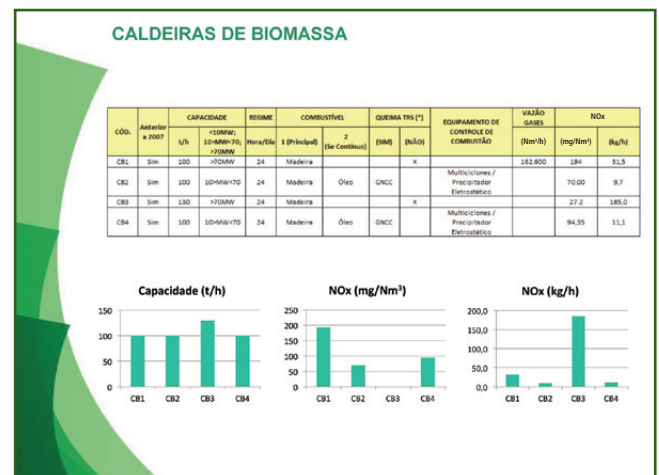 CALDEIRAS DE BIOMASSA
CÓD. Anterior a 2007 CAPACIDADE REGIME COMBUSTÍVEL QUEIMA TRS (*) EQUIPAMENTO DE CONTROLE DE COMBUSTÃO VAZÃO GASES NOx
t/h <10MW; 10>MW<70; >70MW Hora/Dia 1 (Principal) 2 (Se Contínuo) (SIM) (NÃO) (Nm³/h) (mg/Nm³) (kg/h)
CB1 Sim 100 >70MW 24 Madeira X 162.600 194 31,5
CB2 Sim 100 10>MW<70 24 Madeira Óleo GNCC Multiciclones / Precipitador Eletrostático 70,00 9,7
CB3 Sim 130 >70MW 24 Madeira X 27.2 185,0
CB4 Sim 100 10>MW<70 24 Madeira Óleo GNCC Multiciclones / Precipitador Eletrostático 94,35 11,1
Capacidade (t/h)
150
100
50
0
CB1 CB2 CB3 CB4
NOx (mg/Nm³)
250
200
150
100
50
0
CB1 CB2 CB3 CB4
NOx (kg/h)
200,0
150,0
100,0
50,0
0,0
CB1 CB2 CB3 CB4